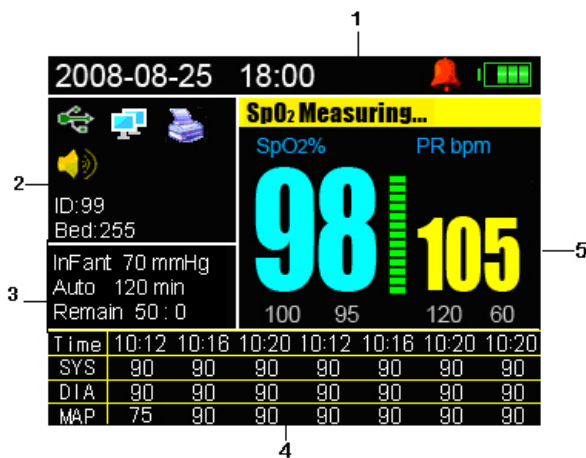 1
2008-08-25 18:00
SpO2 Measuring...
SpO2% PR bpm
98 105
100 95 120 60
2
ID:99
Bed:255
3
InFant 70 mmHg
Auto 120 min
Remain 50:0
5
Time 10:12 10:16 10:20 10:12 10:16 10:20 10:20
SYS 90 90 90 90 90 90 90
DIA 90 90 90 90 90 90 90
MAP 75 90 90 90 90 90 90
4